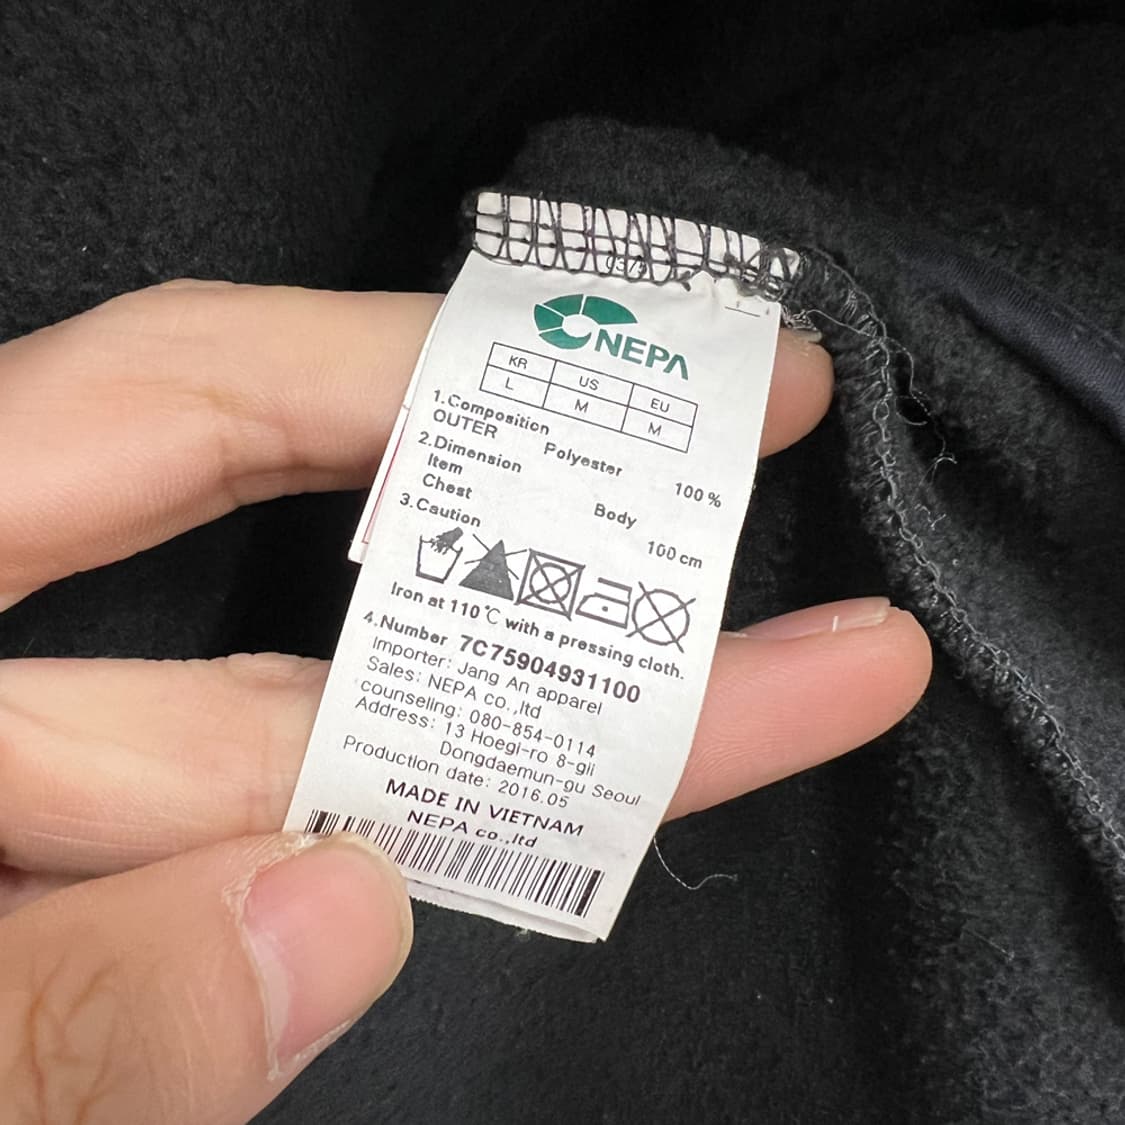 NEPA
KR US EU
L M M
1.Composition
OUTER Polyester 100 %
2.Dimension
Item Body
Chest 100 cm
3.Caution
Iron at 110℃ with a pressing cloth.
4.Number 7C75904931100
Importer: Jang An apparel
Sales: NEPA co.,ltd
counseling: 080-854-0114
Address: 13 Hoegi-ro 8-gil
Dongdaemun-gu Seoul
Production date: 2016.05
MADE IN VIETNAM
NEPA co.,ltd